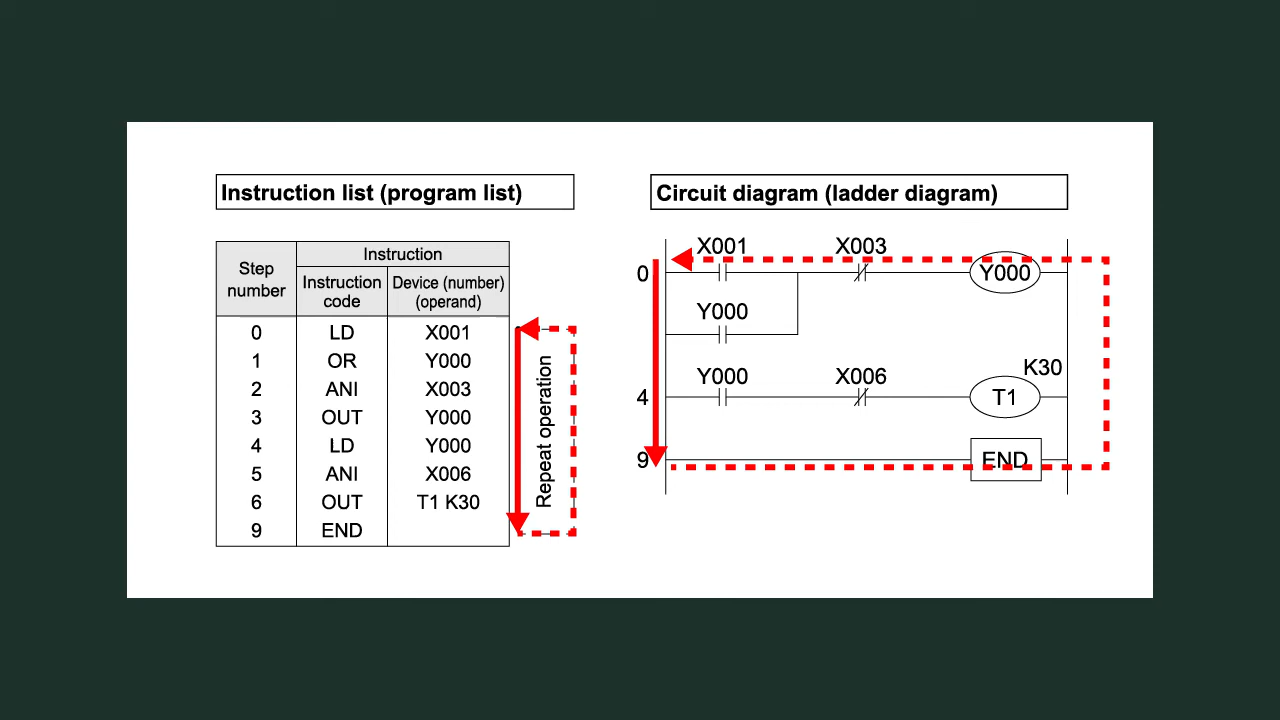 Instruction list (program list)
Step number
Instruction
Instruction code
Device (number) (operand)
0 LD X001
1 OR Y000
2 ANI X003
3 OUT Y000
4 LD Y000
5 ANI X006
6 OUT T1 K30
9 END
Repeat operation
Circuit diagram (ladder diagram)
X001 X003
0 Y000
Y000
K30
Y000 X006
4 T1
9 END